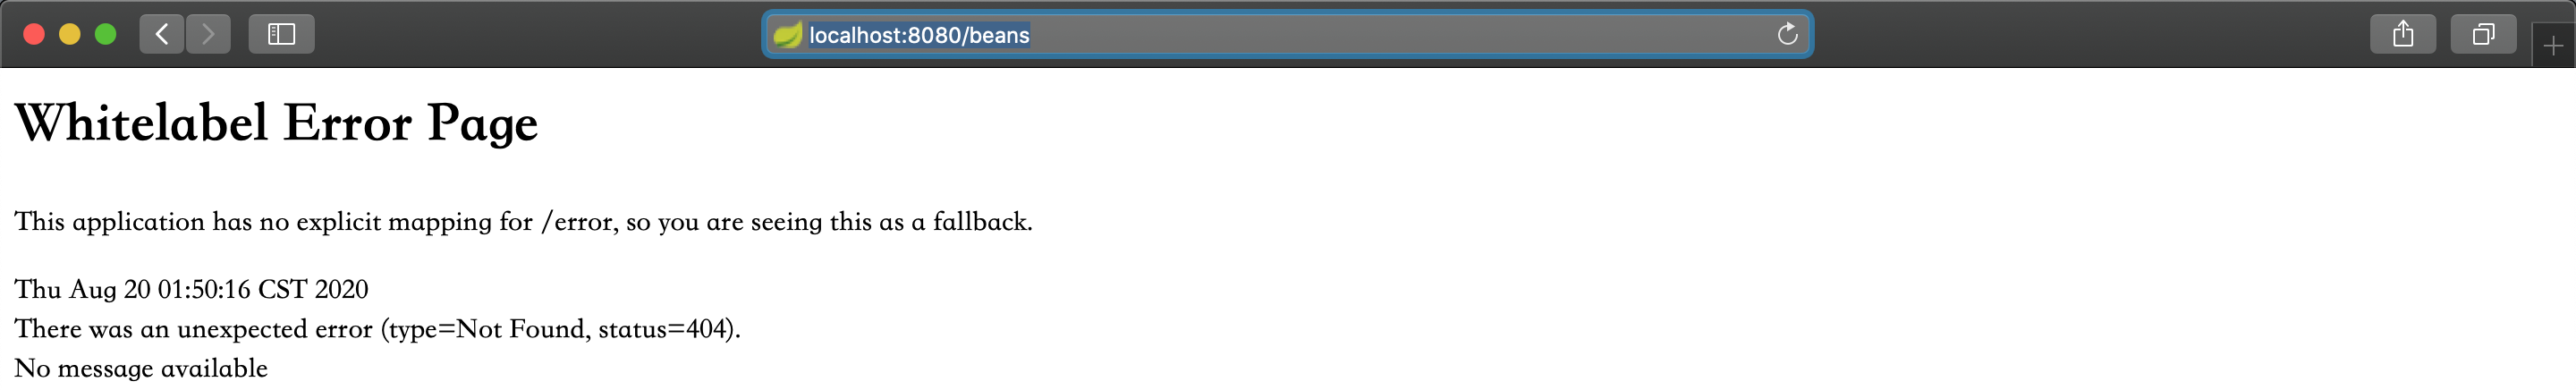 localhost:8080/beans
Whitelabel Error Page
This application has no explicit mapping for /error, so you are seeing this as a fallback.
Thu Aug 20 01:50:16 CST 2020
There was an unexpected error (type=Not Found, status=404).
No message available